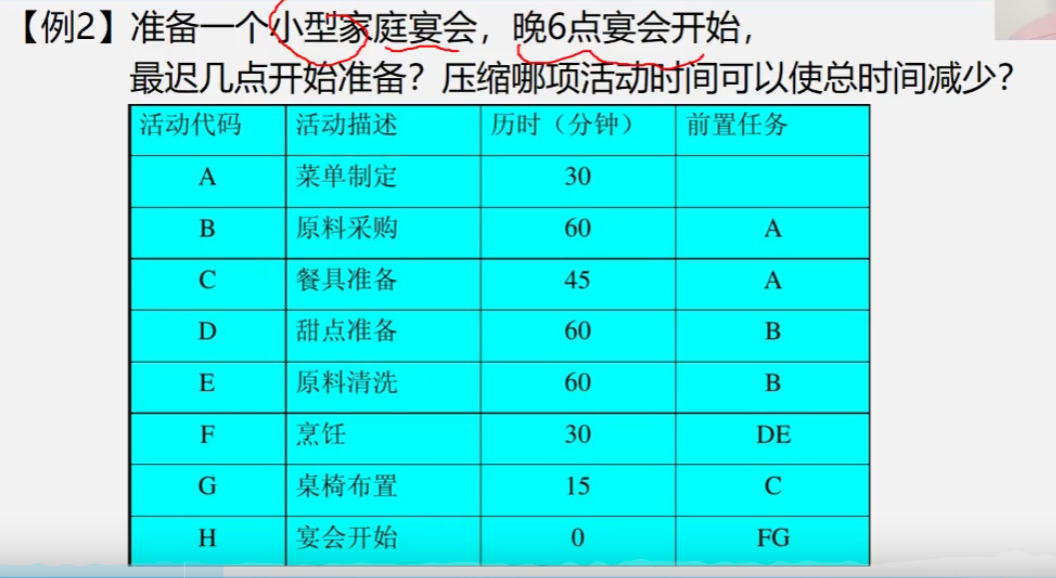 【例2】准备一个小型家庭宴会，晚6点宴会开始，
最迟几点开始准备？压缩哪项活动时间可以使总时间减少？
活动代码 活动描述 历时（分钟） 前置任务
A 菜单制定 30
B 原料采购 60 A
C 餐具准备 45 A
D 甜点准备 60 B
E 原料清洗 60 B
F 烹饪 30 DE
G 桌椅布置 15 C
H 宴会开始 0 FG